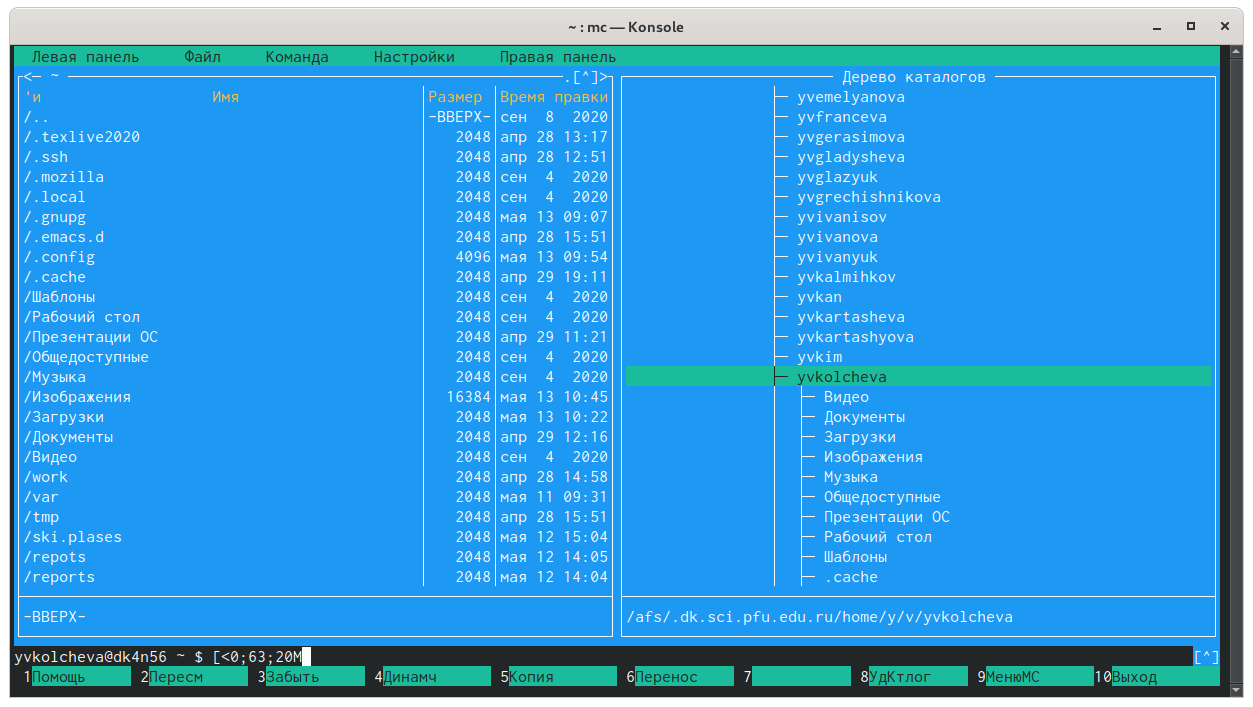 ~ : mc — Konsole
Левая панель Файл Команда Настройки Правая панель
<— ~ .[^]>
'и Имя Размер Время правки
/.. -ВВЕРХ- сен 8 2020
/.texlive2020 2048 апр 28 13:17
/.ssh 2048 апр 28 12:51
/.mozilla 2048 сен 4 2020
/.local 2048 сен 4 2020
/.gnupg 2048 мая 13 09:07
/.emacs.d 2048 апр 28 15:51
/.config 4096 мая 13 09:54
/.cache 2048 апр 29 19:11
/Шаблоны 2048 сен 4 2020
/Рабочий стол 2048 сен 4 2020
/Презентации ОС 2048 апр 29 11:21
/Общедоступные 2048 сен 4 2020
/Музыка 2048 сен 4 2020
/Изображения 16384 мая 13 10:45
/Загрузки 2048 мая 13 10:22
/Документы 2048 апр 29 12:16
/Видео 2048 сен 4 2020
/work 2048 апр 28 14:58
/var 2048 мая 11 09:31
/tmp 2048 апр 28 15:51
/ski.plases 2048 мая 12 15:04
/repots 2048 мая 12 14:05
/reports 2048 мая 12 14:04
-ВВЕРХ-
Дерево каталогов
yvemelyanova
yvfranceva
yvgerasimova
yvgladysheva
yvglazyuk
yvgrechishnikova
yvivanisov
yvivanova
yvivanyuk
yvkalmihkov
yvkan
yvkartasheva
yvkartashyova
yvkim
yvkolcheva
Видео
Документы
Загрузки
Изображения
Музыка
Общедоступные
Презентации ОС
Рабочий стол
Шаблоны
.cache
/afs/.dk.sci.pfu.edu.ru/home/y/v/yvkolcheva
yvkolcheva@dk4n56 ~ $ [<0;63;20M [^]
1Помощь 2Пересм 3Забыть 4Динамч 5Копия 6Перенос 7 8УдКтлог 9МенюMC 10Выход